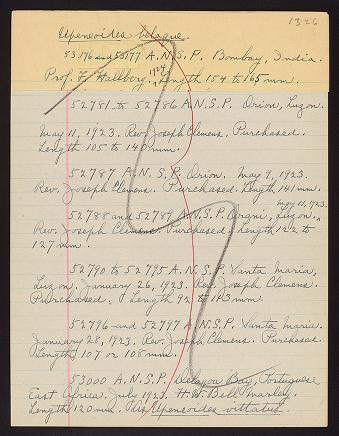 1326
Upeneoides belaque.
53176 and 53177 A.N.S.P. Bombay, India.
Prof. F. Hallberg. 1924. Length 154 to 165 mm.
52781 to 52786 A.N.S.P. Orion, Luzon.
May 11, 1923. Rev. Joseph Clemens. Purchased.
Length 105 to 140 mm.
52787 A.N.S.P. Orion. May 9, 1923.
Rev. Joseph Clemens. Purchased. Length 141 mm.
May 11, 1923.
52788 and 52789 A.N.S.P. Orani, Luzon.
Rev. Joseph Clemens. Purchased. Length 122 to
127 mm.
52790 to 52795 A.N.S.P. Santa Maria,
Luzon. January 26, 1923. Rev. Joseph Clemens.
Purchased. Length 92 to 113 mm.
52796 and 52797 A.N.S.P. Santa Maria.
January 28, 1923. Rev. Joseph Clemens. Purchased.
Length 107 or 108 mm.
53000 A.N.S.P. Delagoa Bay, Portuguese
East Africa. July 1923. H.W. Bell Marley.
Length 120 mm. His Upeneoides vittatus.